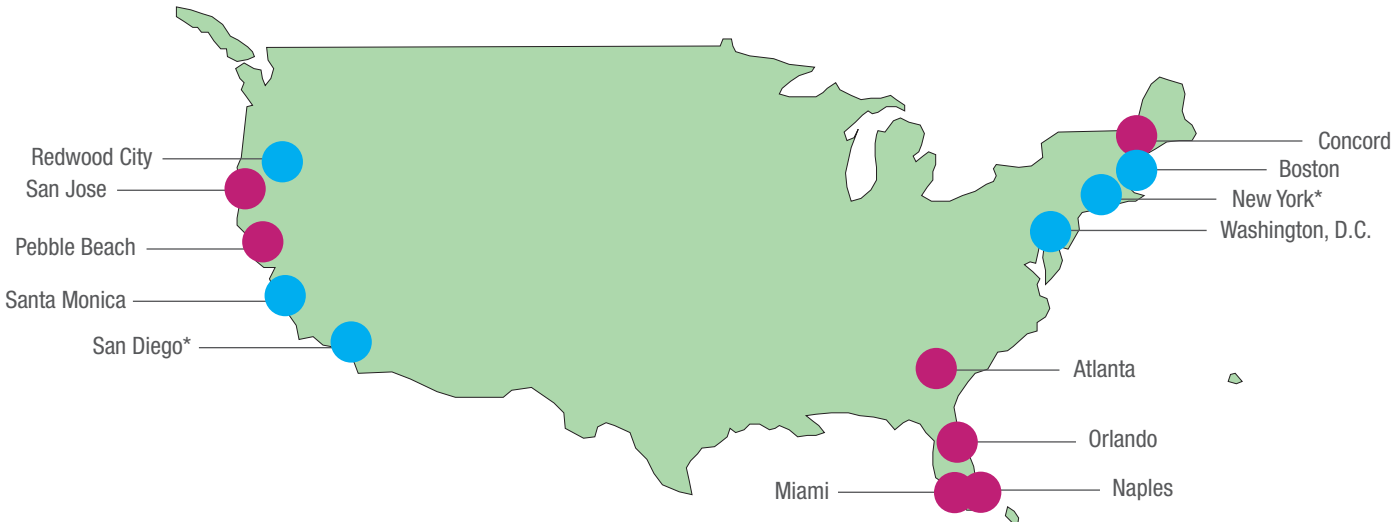 Redwood City
San Jose
Pebble Beach
Santa Monica
San Diego*
Concord
Boston
New York*
Washington, D.C.
Atlanta
Orlando
Miami
Naples